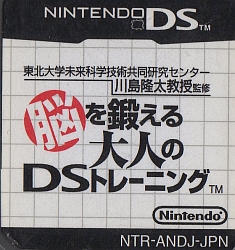 NINTENDO DS™
東北大学未来科学技術共同研究センター
川島隆太教授監修
脳を鍛える
大人の
DSトレーニング™
Nintendo®
NTR-ANDJ-JPN